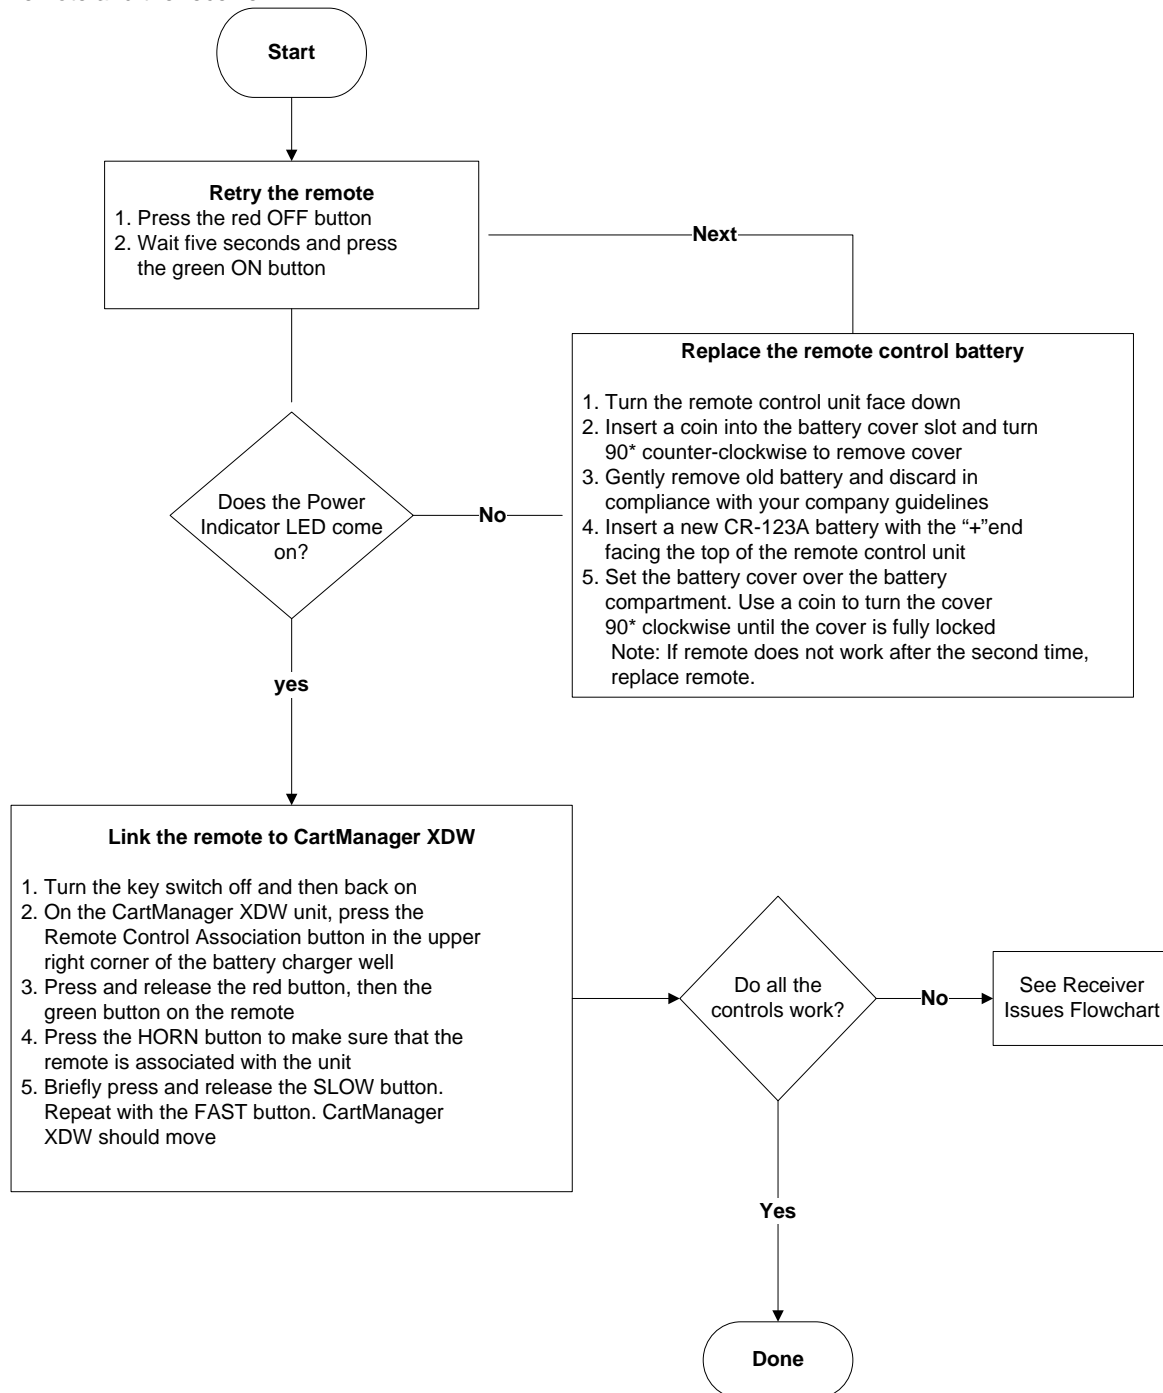 Start
Retry the remote
1. Press the red OFF button
2. Wait five seconds and press
the green ON button
Next
Replace the remote control battery
1. Turn the remote control unit face down
2. Insert a coin into the battery cover slot and turn
90* counter-clockwise to remove cover
3. Gently remove old battery and discard in
compliance with your company guidelines
4. Insert a new CR-123A battery with the “+”end
facing the top of the remote control unit
5. Set the battery cover over the battery
compartment. Use a coin to turn the cover
90* clockwise until the cover is fully locked
Note: If remote does not work after the second time,
replace remote.
Does the Power
Indicator LED come
on?
No
yes
Link the remote to CartManager XDW
1. Turn the key switch off and then back on
2. On the CartManager XDW unit, press the
Remote Control Association button in the upper
right corner of the battery charger well
3. Press and release the red button, then the
green button on the remote
4. Press the HORN button to make sure that the
remote is associated with the unit
5. Briefly press and release the SLOW button.
Repeat with the FAST button. CartManager
XDW should move
Do all the
controls work?
No
See Receiver
Issues Flowchart
Yes
Done